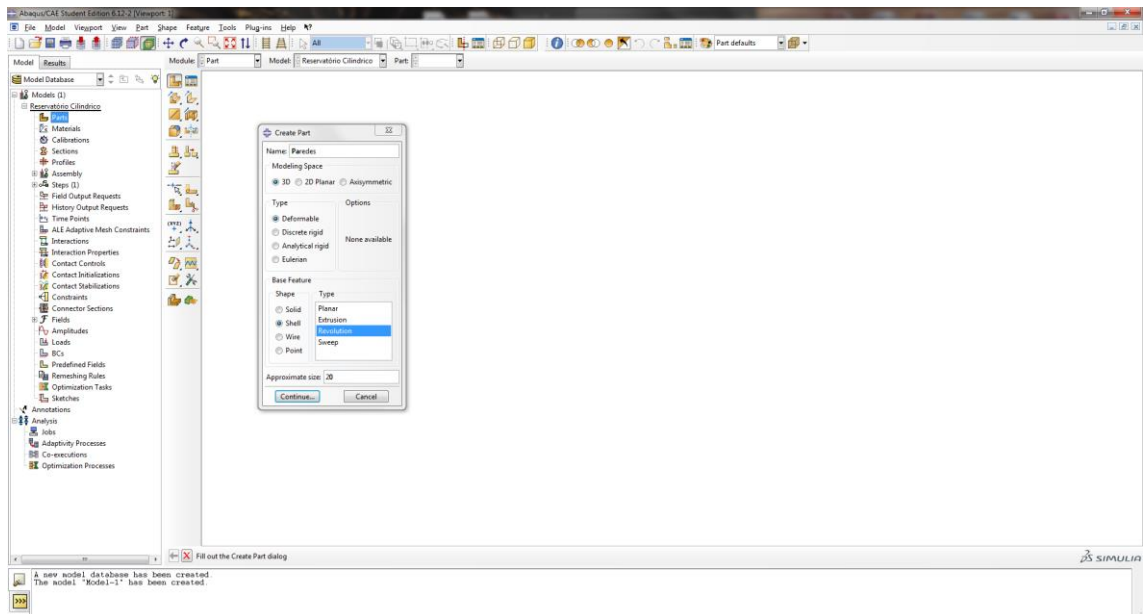 Abaqus/CAE Student Edition 6.12-2 [Viewport: 1]
File Model Viewport View Part Shape Feature Tools Plug-ins Help
All
Part defaults
Model Results
Module: Part Model: Reservatório Cilíndrico Part:
Model Database
Models (1)
Reservatório Cilíndrico
Parts
Materials
Calibrations
Sections
Profiles
Assembly
Steps (1)
Field Output Requests
History Output Requests
Time Points
ALE Adaptive Mesh Constraints
Interactions
Interaction Properties
Contact Controls
Contact Initializations
Contact Stabilizations
Constraints
Connector Sections
Fields
Amplitudes
Loads
BCs
Predefined Fields
Remeshing Rules
Optimization Tasks
Sketches
Annotations
Analysis
Jobs
Adaptivity Processes
Co-executions
Optimization Processes
Create Part
Name: Paredes
Modeling Space
3D 2D Planar Axisymmetric
Type
Deformable
Discrete rigid
Analytical rigid
Eulerian
Options
None available
Base Feature
Shape
Solid
Shell
Wire
Point
Type
Planar
Extrusion
Revolution
Sweep
Approximate size: 20
Continue... Cancel
Fill out the Create Part dialog
SIMULIA
A new model database has been created.
The model "Model-1" has been created.
>>>